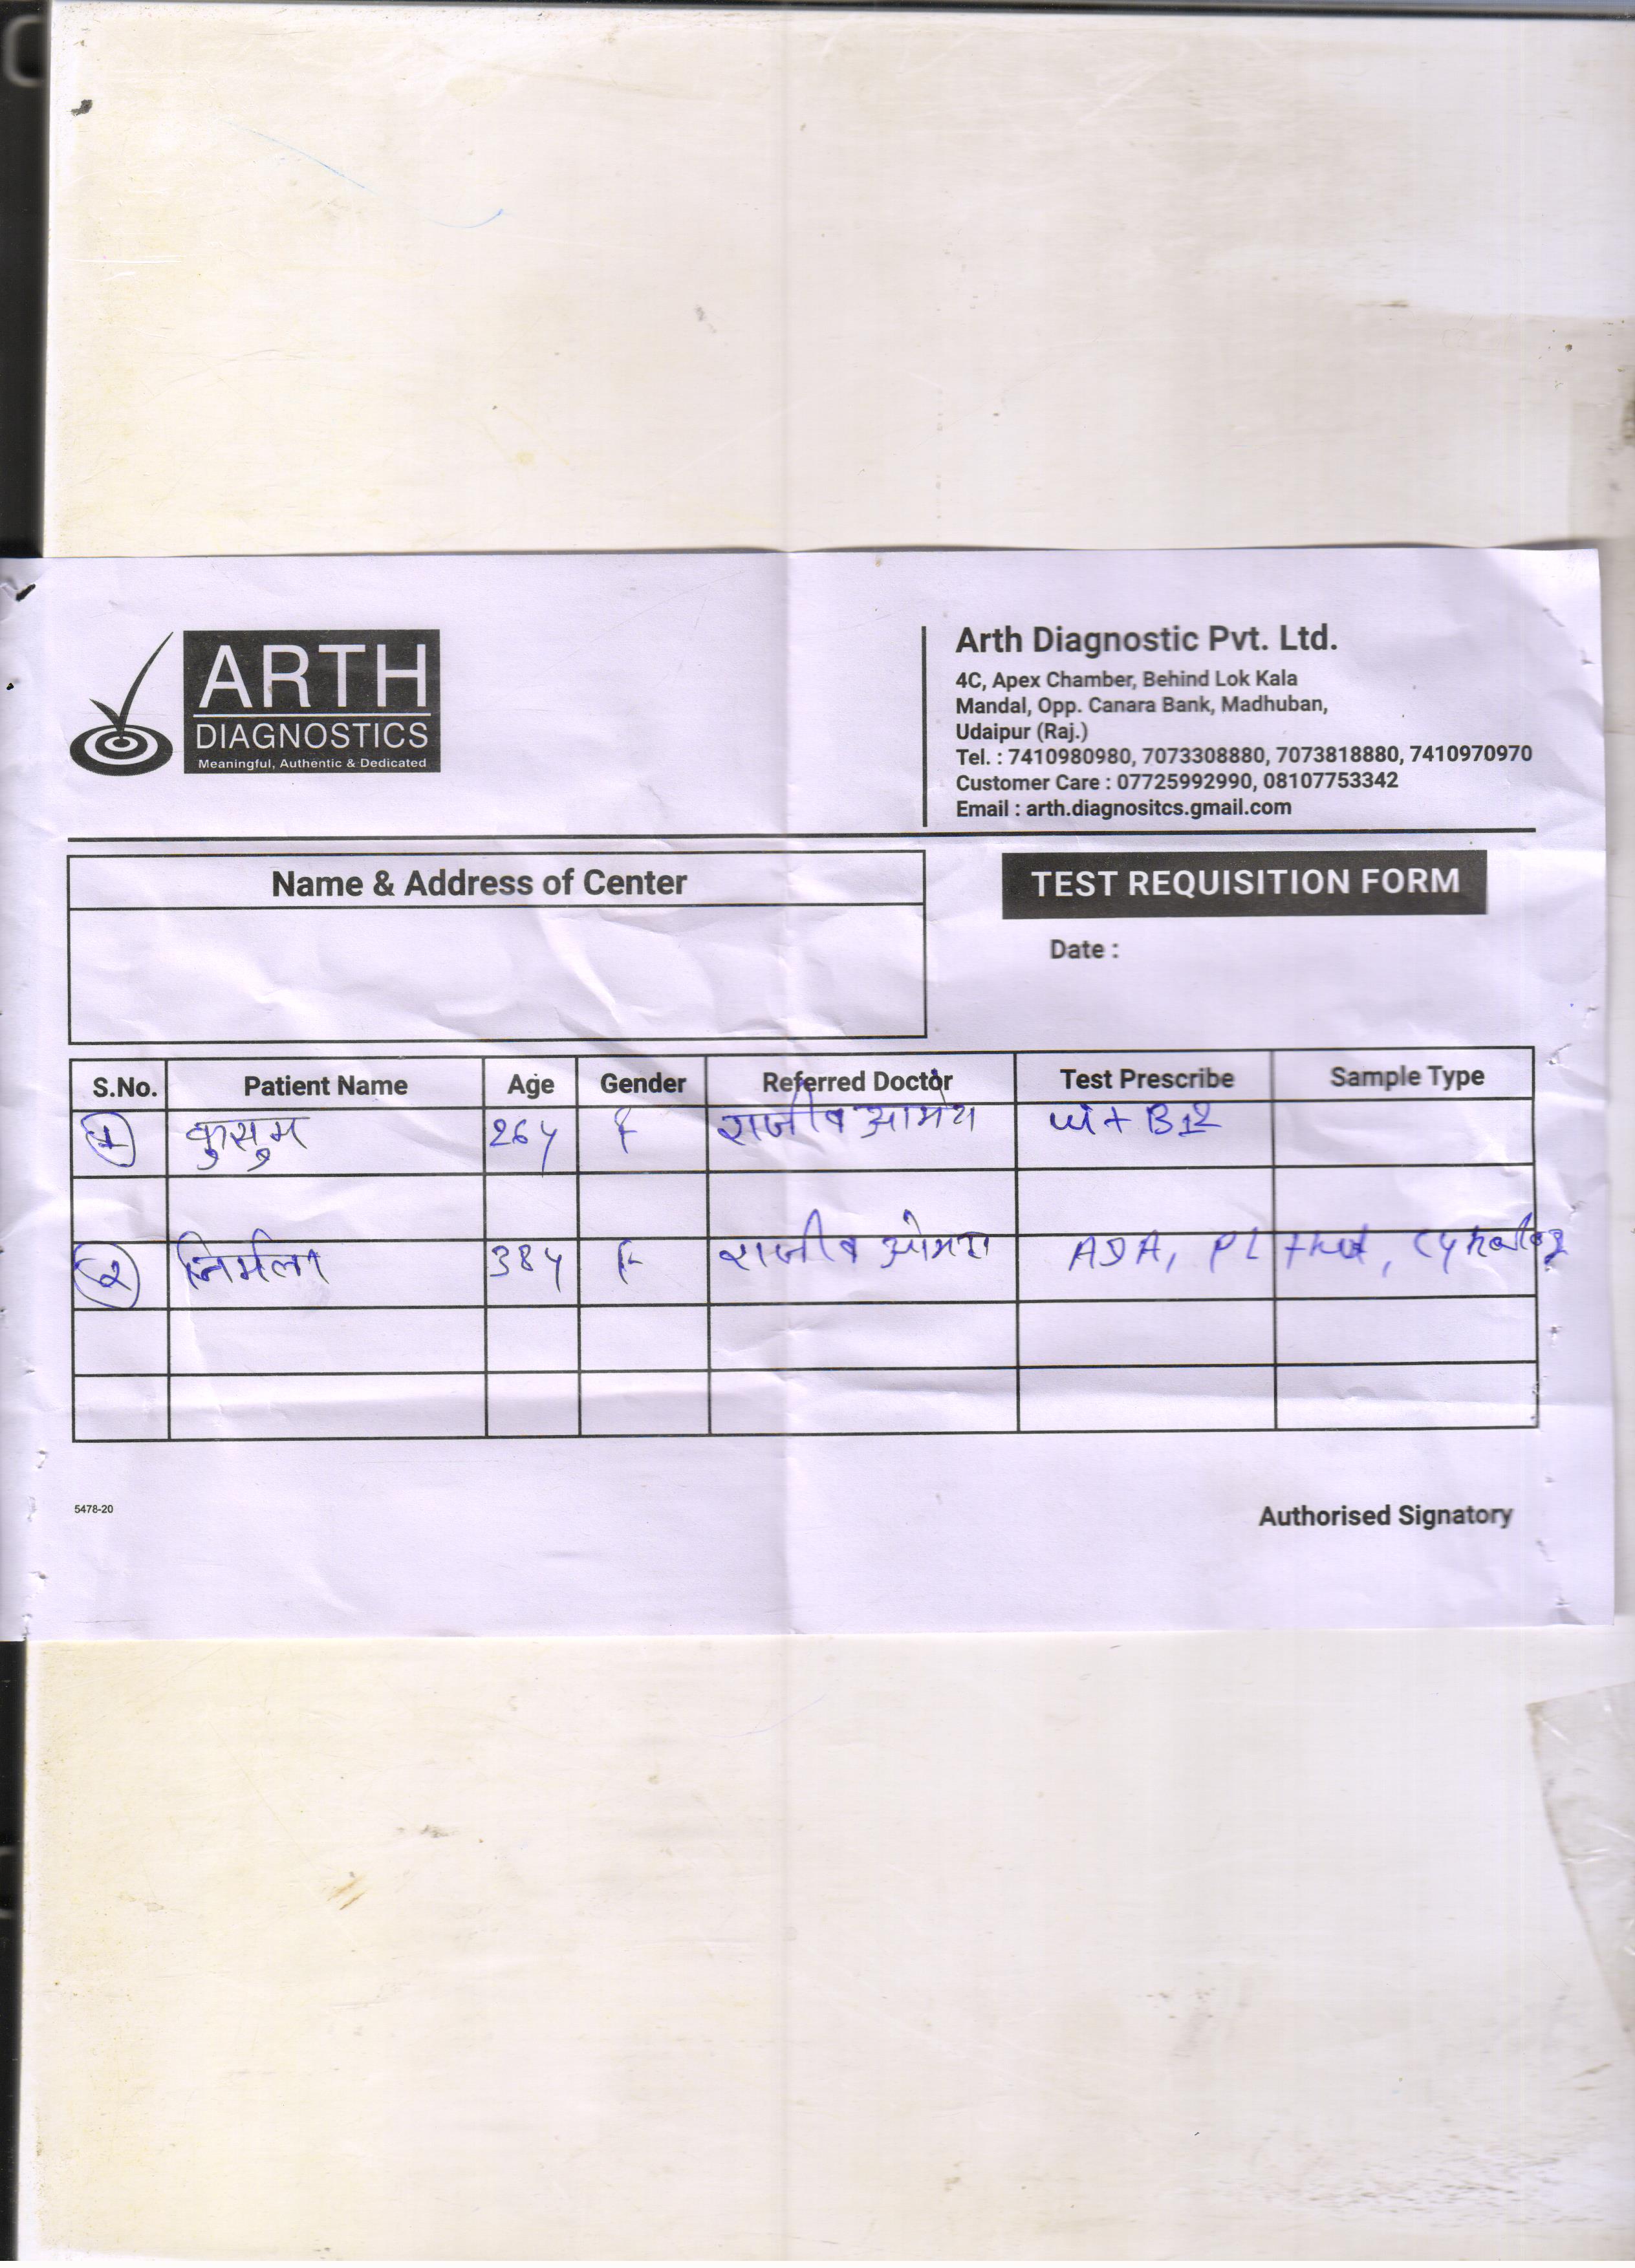 ARTH
DIAGNOSTICS
Meaningful, Authentic & Dedicated
Arth Diagnostic Pvt. Ltd.
4C, Apex Chamber, Behind Lok Kala
Mandal, Opp. Canara Bank, Madhuban,
Udaipur (Raj.)
Tel. : 7410980980, 7073308880, 7073818880, 7410970970
Customer Care : 07725992990, 08107753342
Email : arth.diagnositcs.gmail.com
Name & Address of Center
TEST REQUISITION FORM
Date :
S.No. Patient Name Age Gender Referred Doctor Test Prescribe Sample Type
1 कुसुम 26y F राजीव vit B12
2 निर्मला 38y F राजीव ADA, PL
5478-20
Authorised Signatory